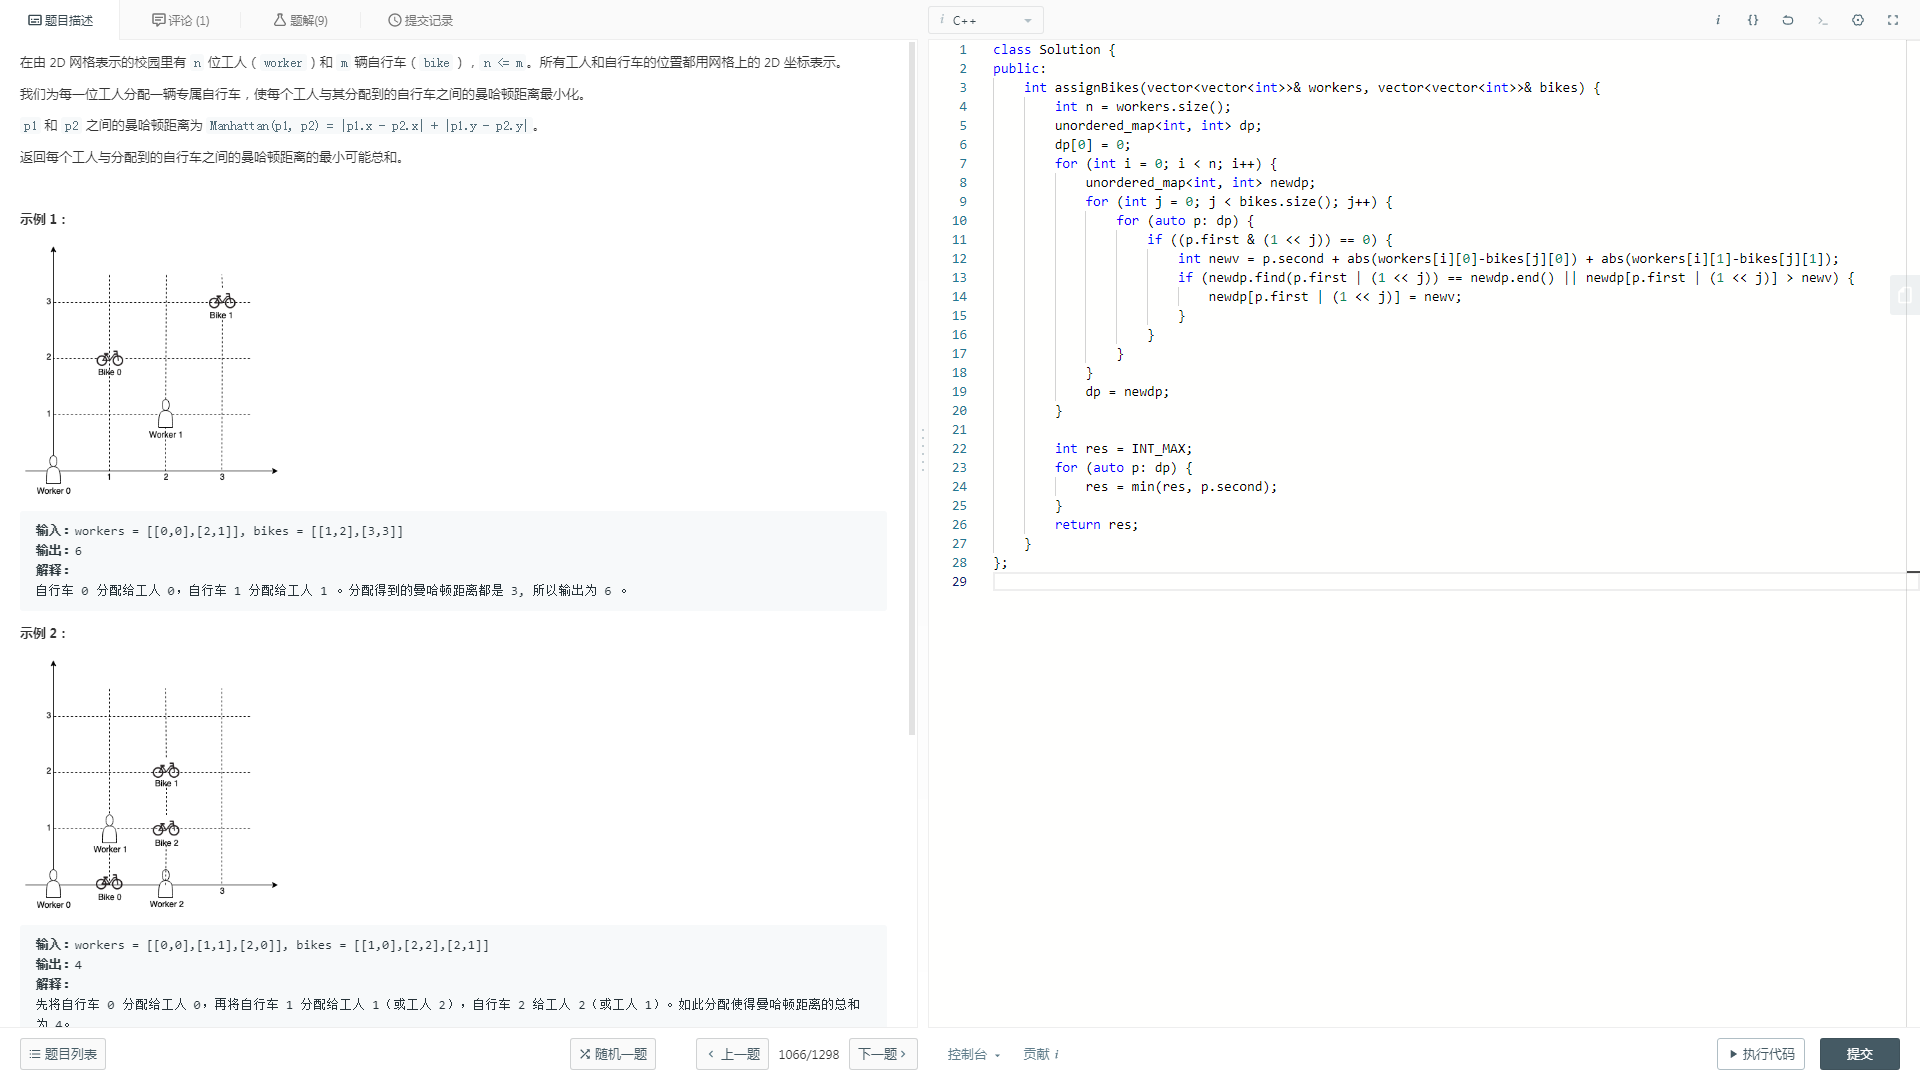 题目描述
评论 (1)
题解(9)
提交记录
在由 2D 网格表示的校园里有 n 位工人 ( worker ) 和 m 辆自行车 ( bike ) , n <= m 。所有工人和自行车的位置都用网格上的 2D 坐标表示。
我们为每一位工人分配一辆专属自行车 , 使每个工人与其分配到的自行车之间的曼哈顿距离最小化。
p1 和 p2 之间的曼哈顿距离为 Manhattan(p1, p2) = |p1.x - p2.x| + |p1.y - p2.y| 。
返回每个工人与分配到的自行车之间的曼哈顿距离的最小可能总和。
示例 1 :
3
Bike 1
2
Bike 0
1
Worker 1
1
2
3
Worker 0
输入: workers = [[0,0],[2,1]], bikes = [[1,2],[3,3]]
输出: 6
解释:
自行车 0 分配给工人 0, 自行车 1 分配给工人 1 。分配得到的曼哈顿距离都是 3, 所以输出为 6 。
示例 2 :
3
2
Bike 1
1
Worker 1
Bike 2
3
Worker 0
Bike 0
Worker 2
输入: workers = [[0,0],[1,1],[2,0]], bikes = [[1,0],[2,2],[2,1]]
输出: 4
解释:
先将自行车 0 分配给工人 0, 再将自行车 1 分配给工人 1 (或工人 2), 自行车 2 给工人 2 (或工人 1)。如此分配使得曼哈顿距离的总和
为 4。
题目列表
随机一题
上一题
1066/1298
下一题
C++
1 class Solution {
2 public:
3 int assignBikes(vector<vector<int>>& workers, vector<vector<int>>& bikes) {
4 int n = workers.size();
5 unordered_map<int, int> dp;
6 dp[0] = 0;
7 for (int i = 0; i < n; i++) {
8 unordered_map<int, int> newdp;
9 for (int j = 0; j < bikes.size(); j++) {
10 for (auto p: dp) {
11 if ((p.first & (1 << j)) == 0) {
12 int newv = p.second + abs(workers[i][0]-bikes[j][0]) + abs(workers[i][1]-bikes[j][1]);
13 if (newdp.find(p.first | (1 << j)) == newdp.end() || newdp[p.first | (1 << j)] > newv) {
14 newdp[p.first | (1 << j)] = newv;
15 }
16 }
17 }
18 }
19 dp = newdp;
20 }
21
22 int res = INT_MAX;
23 for (auto p: dp) {
24 res = min(res, p.second);
25 }
26 return res;
27 }
28 };
29
控制台
贡献 i
执行代码
提交